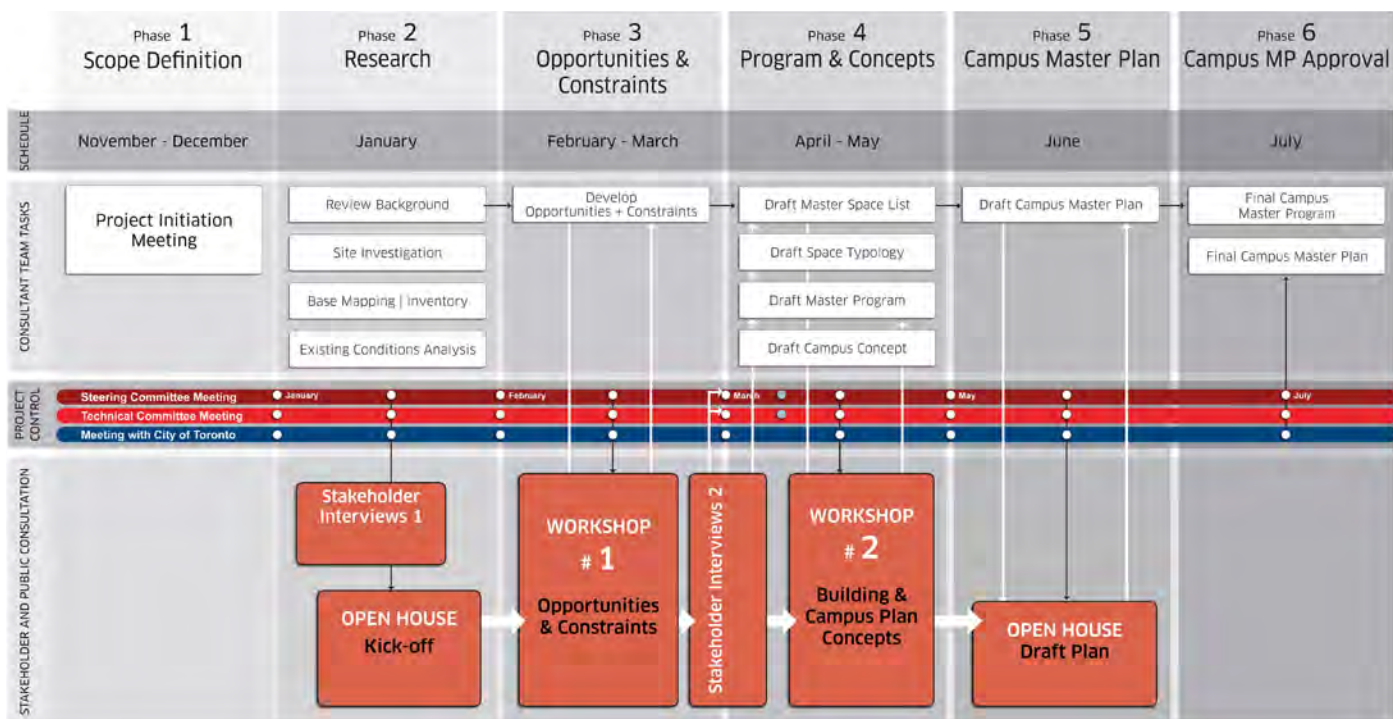 Phase 1
Scope Definition
Phase 2
Research
Phase 3
Opportunities &
Constraints
Phase 4
Program & Concepts
Phase 5
Campus Master Plan
Phase 6
Campus MP Approval
SCHEDULE
November - December
January
February - March
April - May
June
July
CONSULTANT TEAM TASKS
Project Initiation
Meeting
Review Background
Site Investigation
Base Mapping | Inventory
Existing Conditions Analysis
Develop
Opportunities + Constraints
Draft Master Space List
Draft Space Typology
Draft Master Program
Draft Campus Concept
Draft Campus Master Plan
Final Campus
Master Program
Final Campus Master Plan
PROJECT
CONTROL
Steering Committee Meeting
January
February
March
May
July
Technical Committee Meeting
Meeting with City of Toronto
STAKEHOLDER AND PUBLIC CONSULTATION
Stakeholder
Interviews 1
OPEN HOUSE
Kick-off
WORKSHOP
# 1
Opportunities
& Constraints
Stakeholder Interviews 2
WORKSHOP
# 2
Building &
Campus Plan
Concepts
OPEN HOUSE
Draft Plan